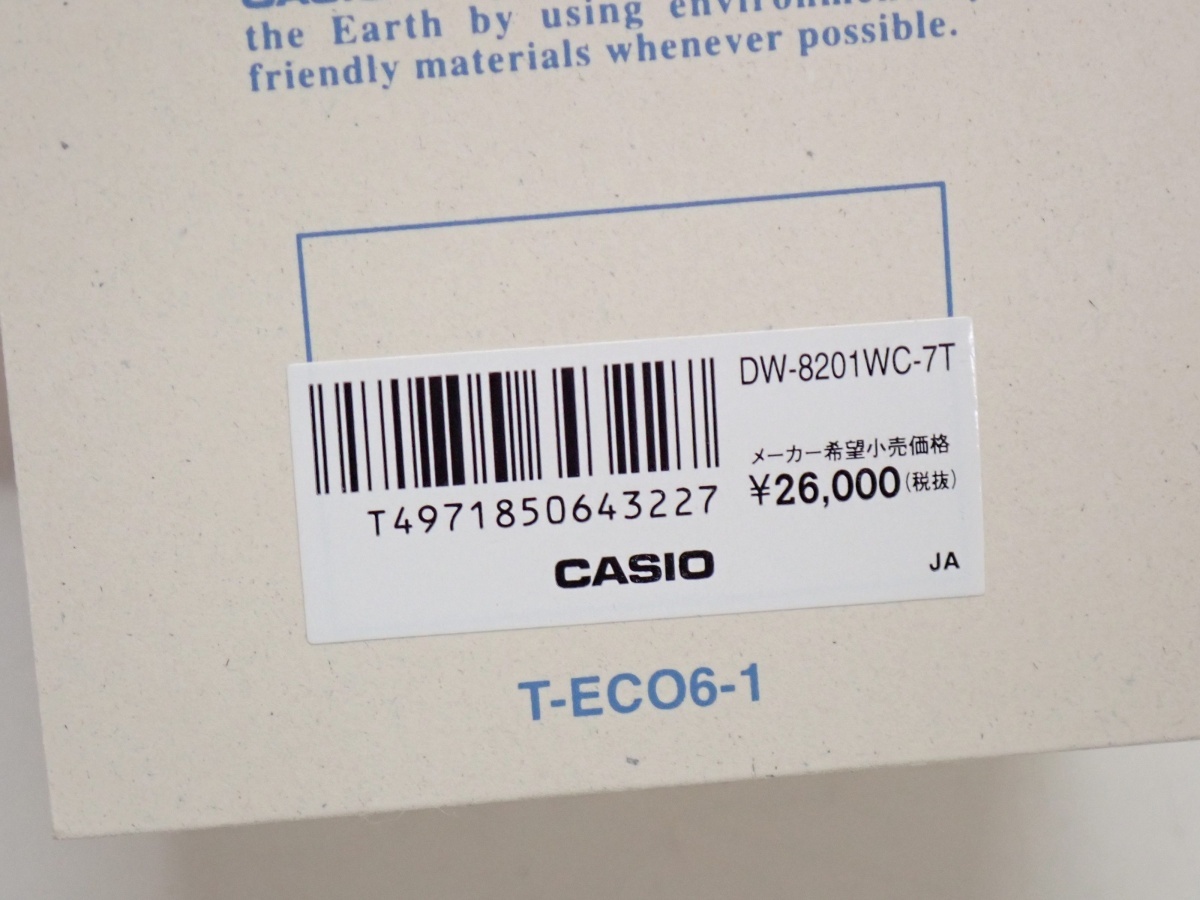 the Earth by using
friendly materials whenever possible.
DW-8201WC-7T
メーカー希望小売価格
¥26,000(税抜)
T4971850643227
CASIO
JA
T-ECO6-1